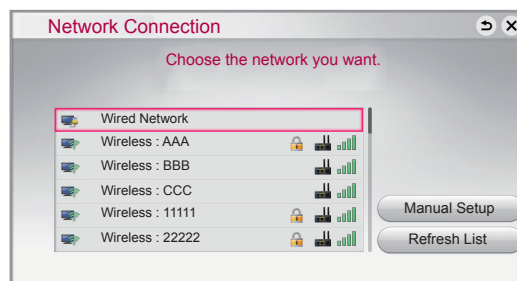 Network Connection
Choose the network you want.
Wired Network
Wireless : AAA
Wireless : BBB
Wireless : CCC
Wireless : 11111
Wireless : 22222
Manual Setup
Refresh List